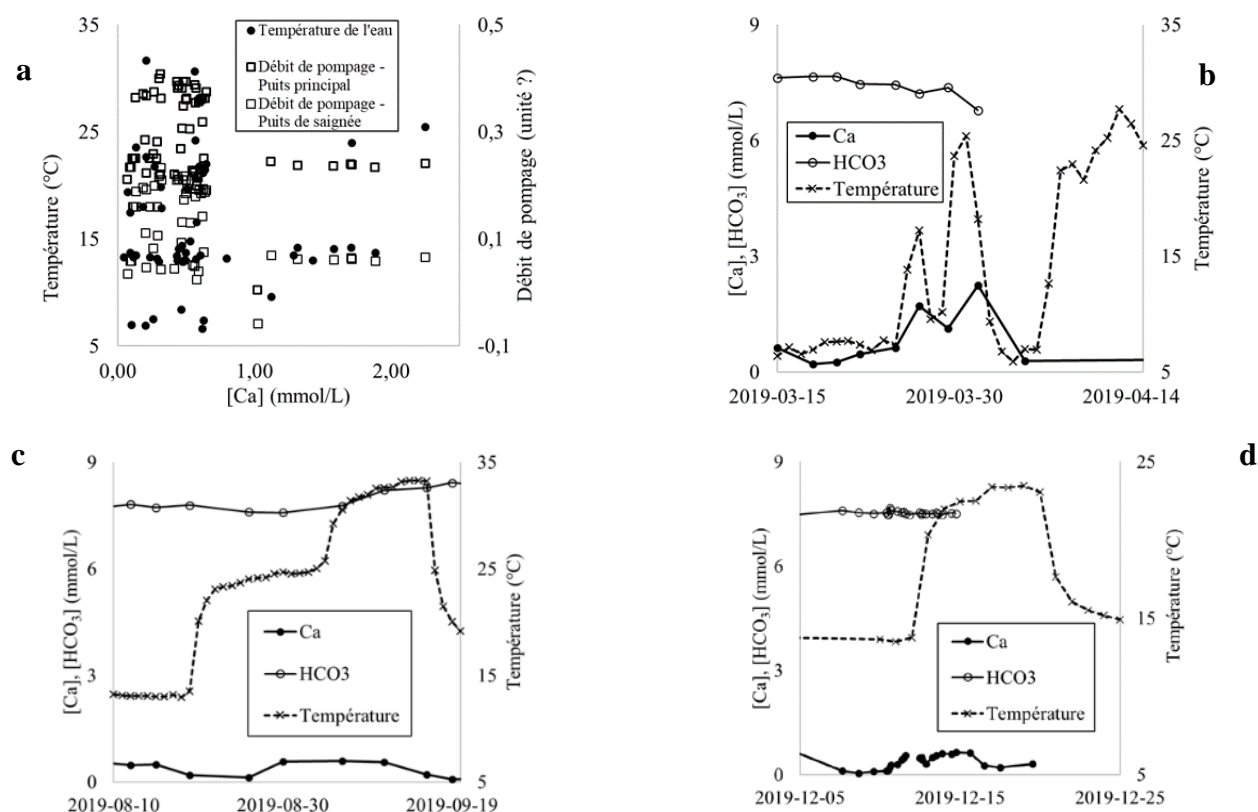 a
35
25
15
5
Température (°C)
Température de l'eau
Débit de pompage -
Puits principal
Débit de pompage -
Puits de saignée
0,5
0,3
0,1
-0,1
Débit de pompage (unité ?)
0,00
1,00
2,00
[Ca] (mmol/L)
b
9
6
3
0
[Ca], [HCO3] (mmol/L)
Ca
HCO3
Température
35
25
15
5
Température (°C)
2019-03-15
2019-03-30
2019-04-14
c
9
6
3
0
[Ca], [HCO3] (mmol/L)
Ca
HCO3
Température
35
25
15
5
Température (°C)
2019-08-10
2019-08-30
2019-09-19
d
9
6
3
0
[Ca], [HCO3] (mmol/L)
Ca
HCO3
Température
25
15
5
Température (°C)
2019-12-05
2019-12-15
2019-12-25